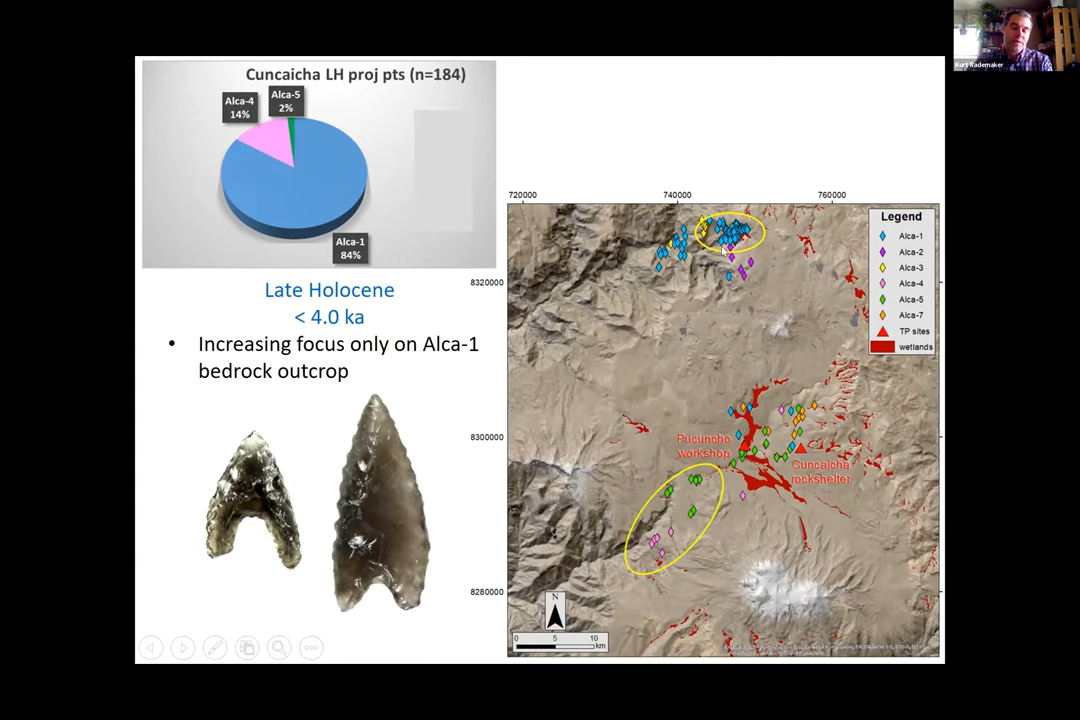 Kurt Rademaker
Cuncaicha LH proj pts (n=184)
Alca-4
14%
Alca-5
2%
Alca-1
84%
Late Holocene
< 4.0 ka
• Increasing focus only on Alca-1
bedrock outcrop
720000
740000
760000
8320000
8300000
8280000
Legend
Alca-1
Alca-2
Alca-3
Alca-4
Alca-5
Alca-7
TP sites
wetlands
Pucuncho
workshop
Cuncaicha
rockshelter
N
0 5 10
km